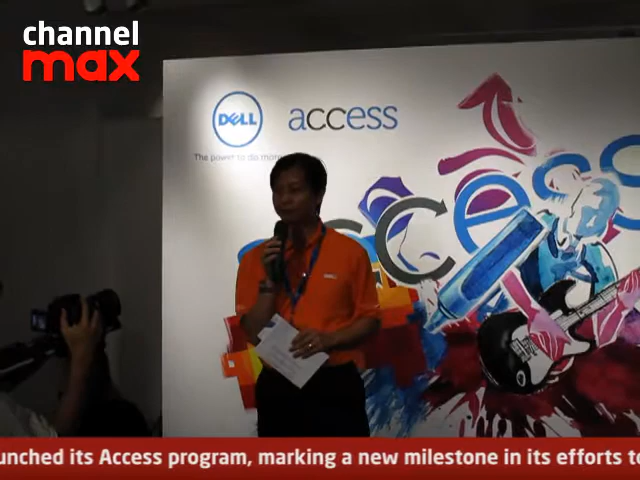 channel
max
DELL access
The power to do more
access
unched its Access program, marking a new milestone in its efforts to